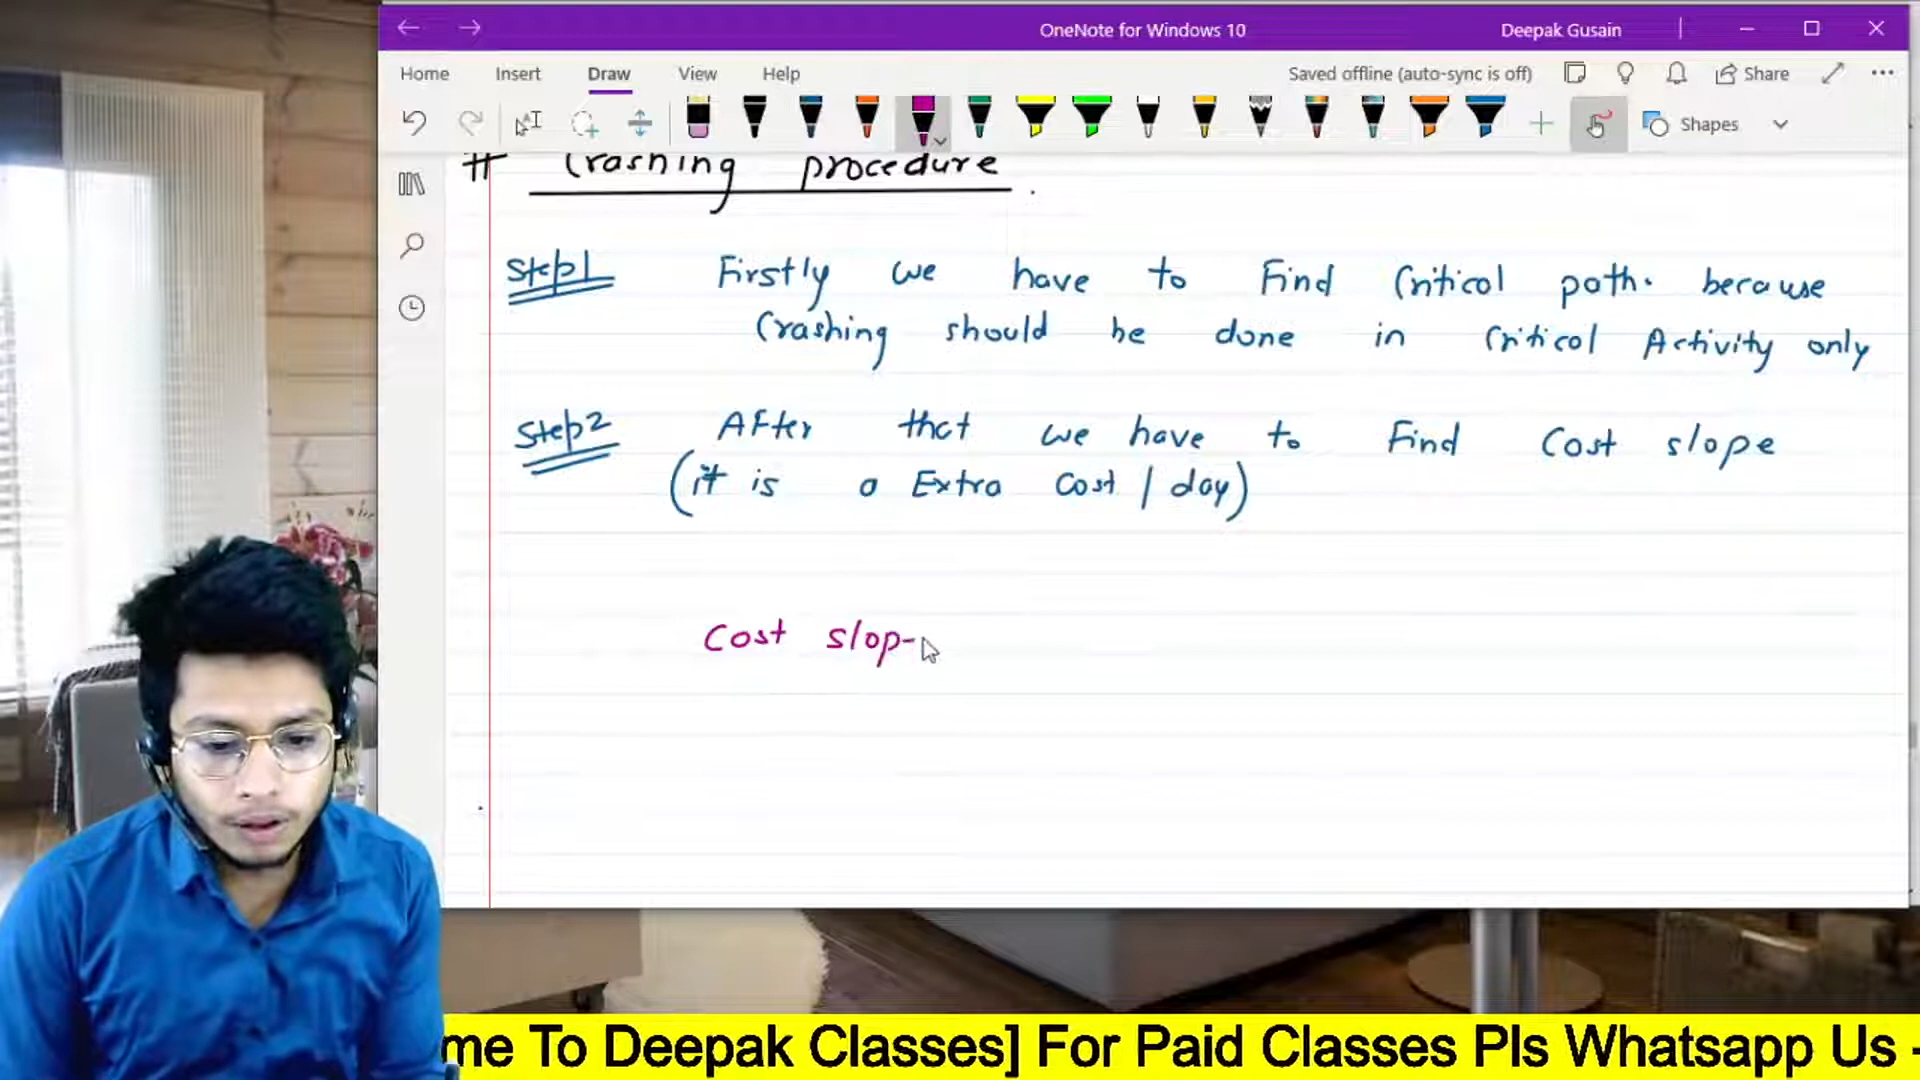 OneNote for Windows 10
Deepak Gusain
Home Insert Draw View Help
Saved offline (auto-sync is off)
Share
Shapes
# Crashing procedure
Step1 Firstly we have to Find Critical path. because
Crashing should be done in Critical Activity only
Step2 After that we have to Find Cost slope
(it is a Extra Cost / day)
Cost slop
me To Deepak Classes] For Paid Classes Pls Whatsapp Us -